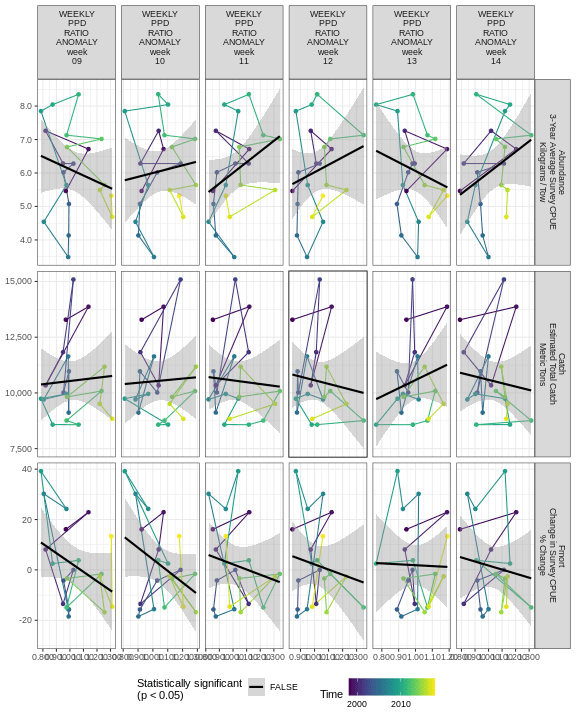 WEEKLY
PPD
RATIO
ANOMALY
week
09
WEEKLY
PPD
RATIO
ANOMALY
week
10
WEEKLY
PPD
RATIO
ANOMALY
week
11
WEEKLY
PPD
RATIO
ANOMALY
week
12
WEEKLY
PPD
RATIO
ANOMALY
week
13
WEEKLY
PPD
RATIO
ANOMALY
week
14
8.0
7.0
6.0
5.0
4.0
Abundance
3-Year Average Survey CPUE
Kilograms / Tow
15,000
12,500
10,000
7,500
Catch
Estimated Total Catch
Metric Tons
40
20
0
-20
Fmort
Change in Survey CPUE
% Change
Statistically significant
(p < 0.05)
FALSE
Time
2000
2010